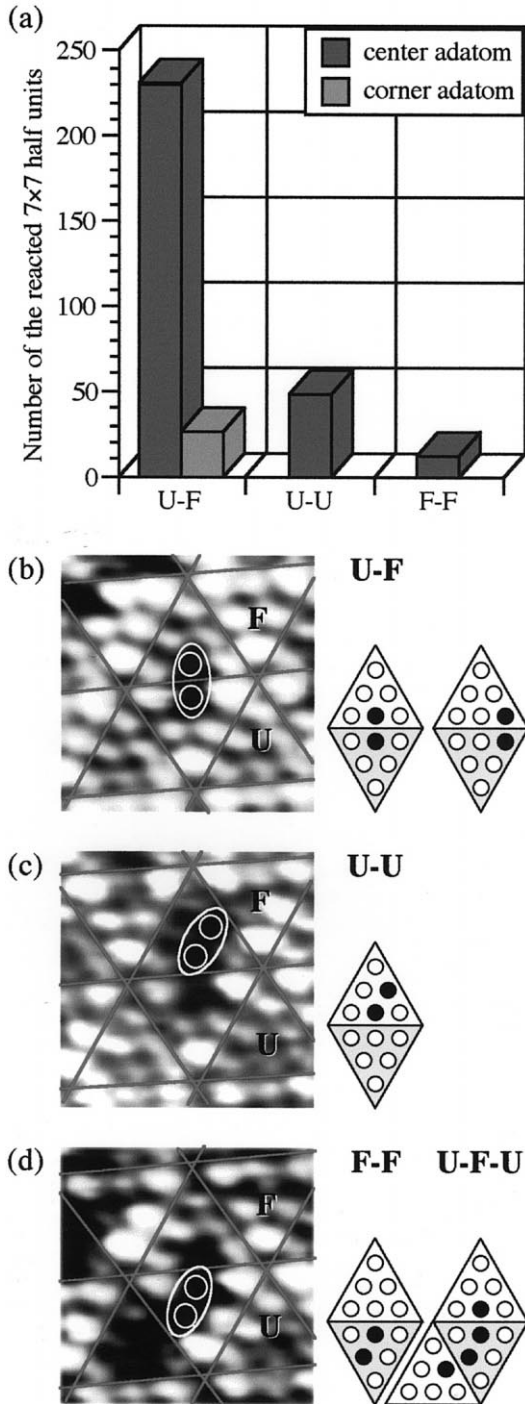 (a)
Number of the reacted 7×7 half units
250
200
150
100
50
0
center adatom
corner adatom
U-F
U-U
F-F
(b)
U-F
F
U
(c)
U-U
F
U
(d)
F-F U-F-U
F
U